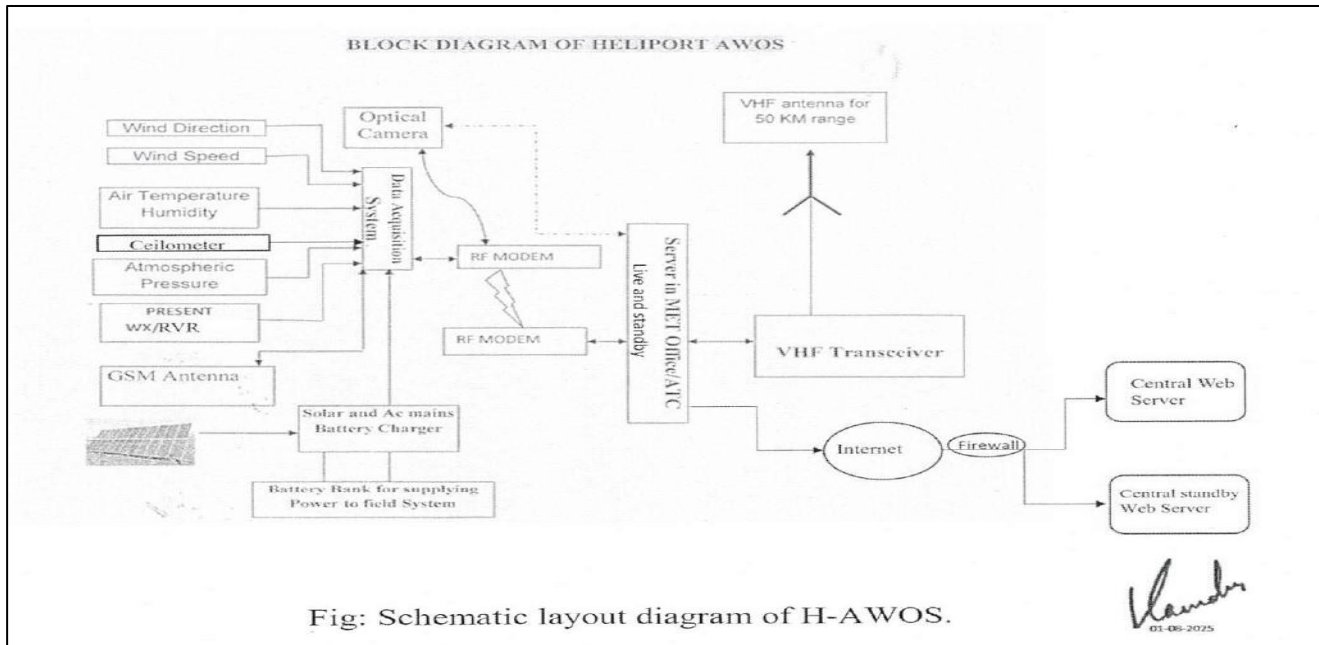 BLOCK DIAGRAM OF HELIPORT AWOS
Wind Direction
Wind Speed
Air Temperature
Humidity
Ceilometer
Atmospheric
Pressure
PRESENT
WX/RVR
GSM Antenna
Optical
Camera
Data Acquisition
System
RF MODEM
RF MODEM
Solar and Ac mains
Battery Charger
Battery Bank for supplying
Power to field System
Server in MET Office/ATC
Live and standby
VHF antenna for
50 KM range
VHF Transceiver
Internet
Firewall
Central Web
Server
Central standby
Web Server
Fig: Schematic layout diagram of H-AWOS.
01-08-2025